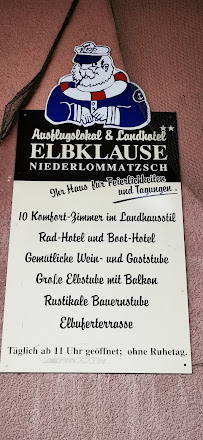 Ausflugslokal & Landhotel
ELBKLAUSE
NIEDERLOMMATZSCH
Ihr Haus für Feierlichkeiten
und Tagungen
10 Komfort-Zimmer im Landhausstil
Rad-Hotel und Boot-Hotel
Gemütliche Wein- und Gaststube
Große Elbstube mit Balkon
Rustikale Bauernstube
Elbuferterrasse
Täglich ab 11 Uhr geöffnet; ohne Ruhetag.